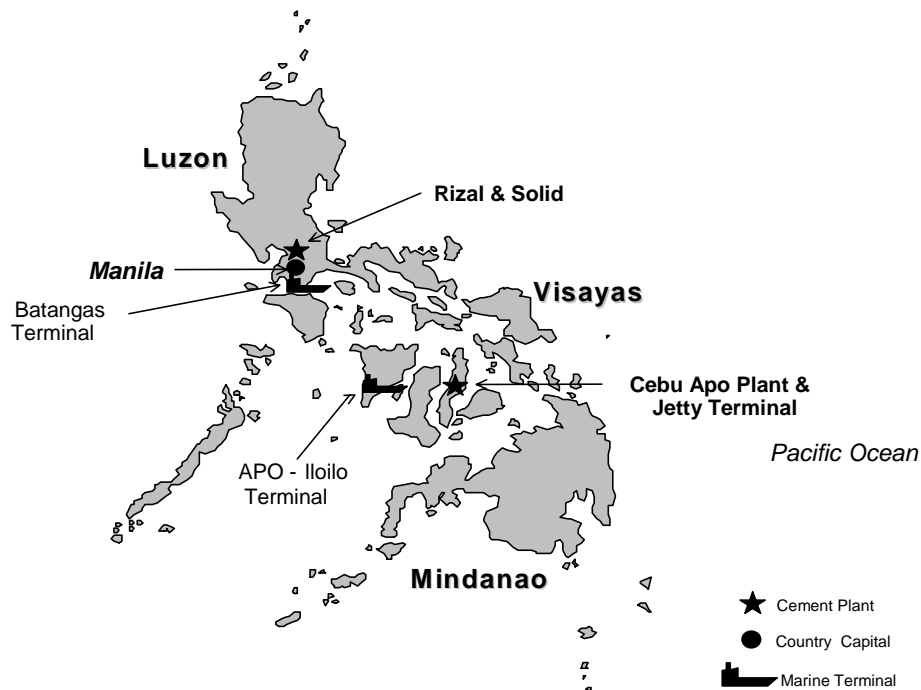 Luzon
Rizal & Solid
Manila
Batangas
Terminal
Visayas
Cebu Apo Plant &
Jetty Terminal
Pacific Ocean
APO - Iloilo
Terminal
Mindanao
Cement Plant
Country Capital
Marine Terminal